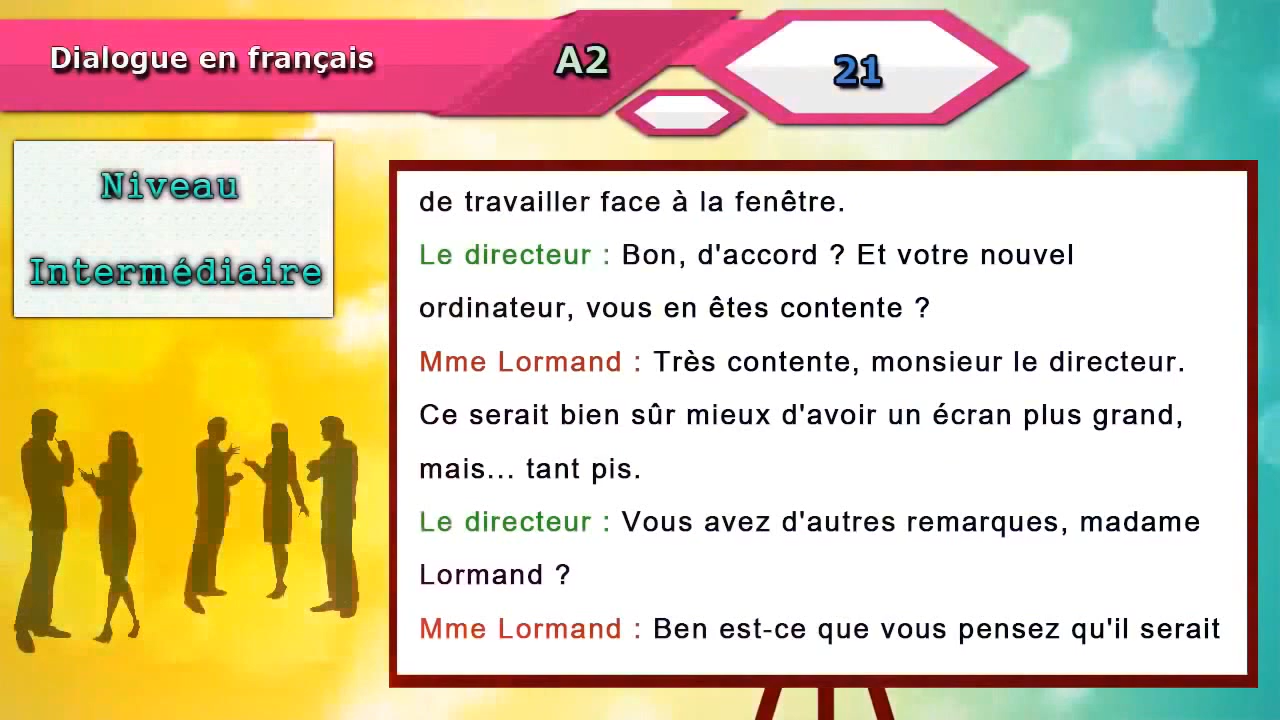 Dialogue en français
A2
21
Niveau
Intermédiaire
de travailler face à la fenêtre.
Le directeur : Bon, d'accord ? Et votre nouvel
ordinateur, vous en êtes contente ?
Mme Lormand : Très contente, monsieur le directeur.
Ce serait bien sûr mieux d'avoir un écran plus grand,
mais... tant pis.
Le directeur : Vous avez d'autres remarques, madame
Lormand ?
Mme Lormand : Ben est-ce que vous pensez qu'il serait